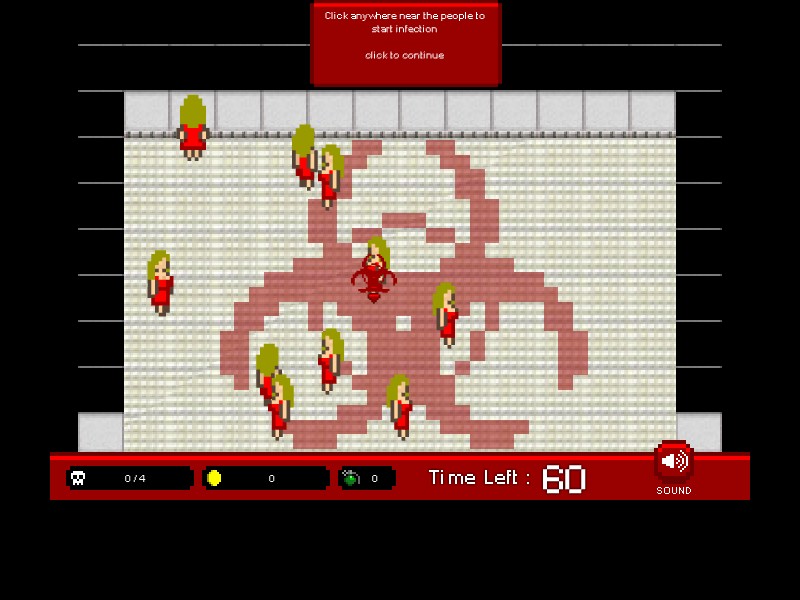 Click anywhere near the people to
start infection
click to continue
0/4
0
0
Time Left : 60
SOUND